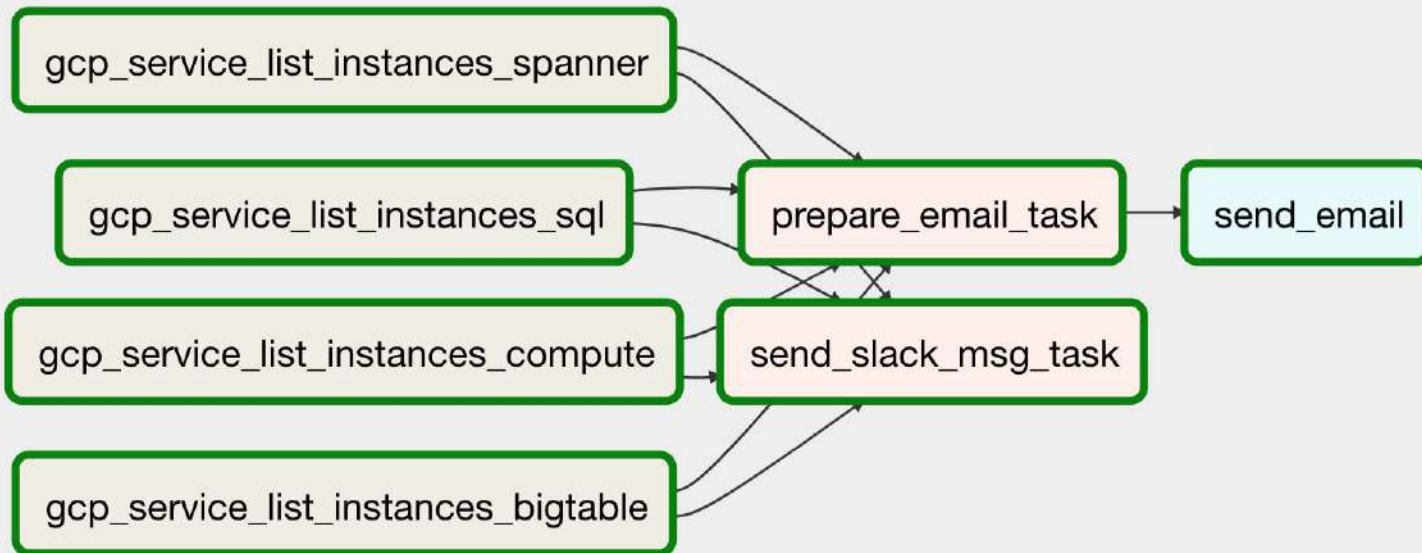 gcp_service_list_instances_spanner
gcp_service_list_instances_sql
prepare_email_task
send_email
gcp_service_list_instances_compute
send_slack_msg_task
gcp_service_list_instances_bigtable